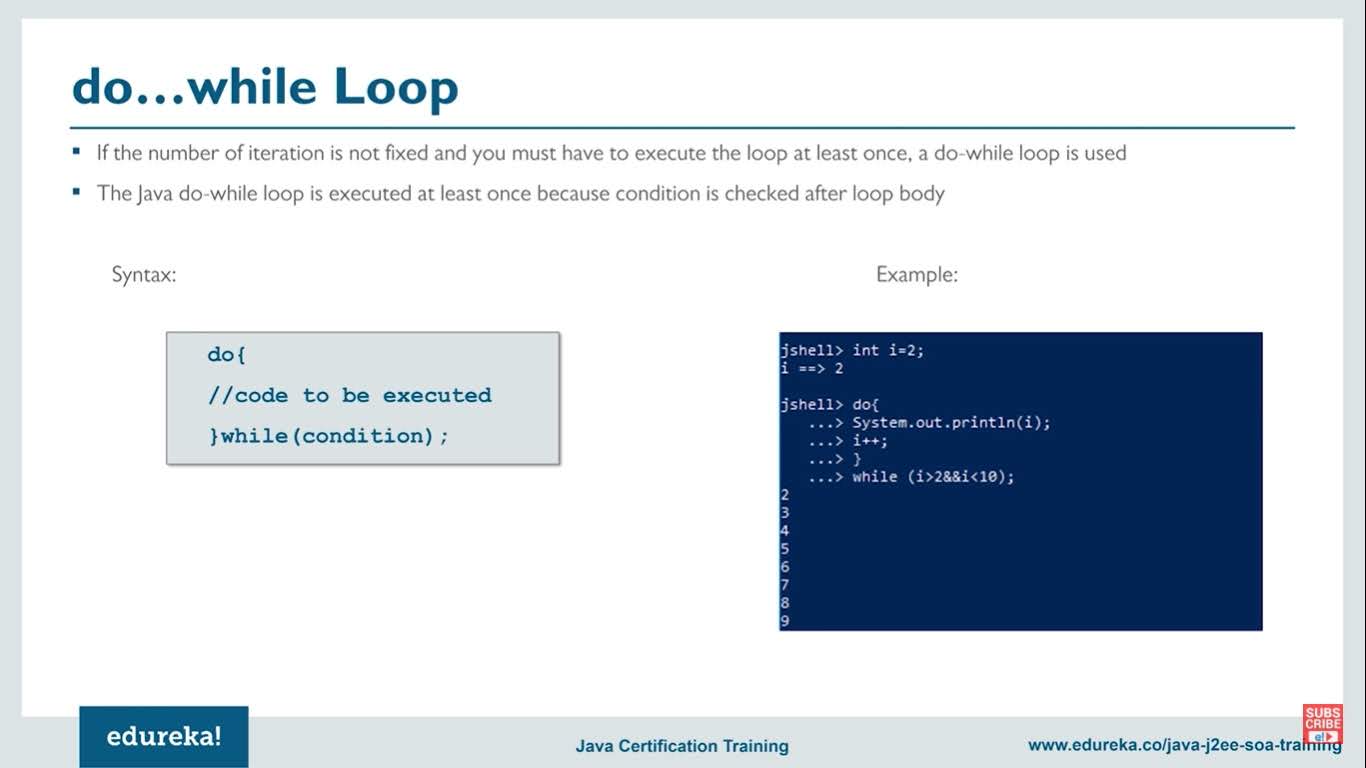 do...while Loop
If the number of iteration is not fixed and you must have to execute the loop at least once, a do-while loop is used
The Java do-while loop is executed at least once because condition is checked after loop body
Syntax:
do{
//code to be executed
}while(condition);
Example:
jshell> int i=2;
i ==> 2
jshell> do{
...> System.out.println(i);
...> i++;
...> }
...> while (i>2&&i<10);
2
3
4
5
6
7
8
9
edureka!
Java Certification Training
www.edureka.co/java-j2ee-soa-training
SUBS
CRIBE
e!